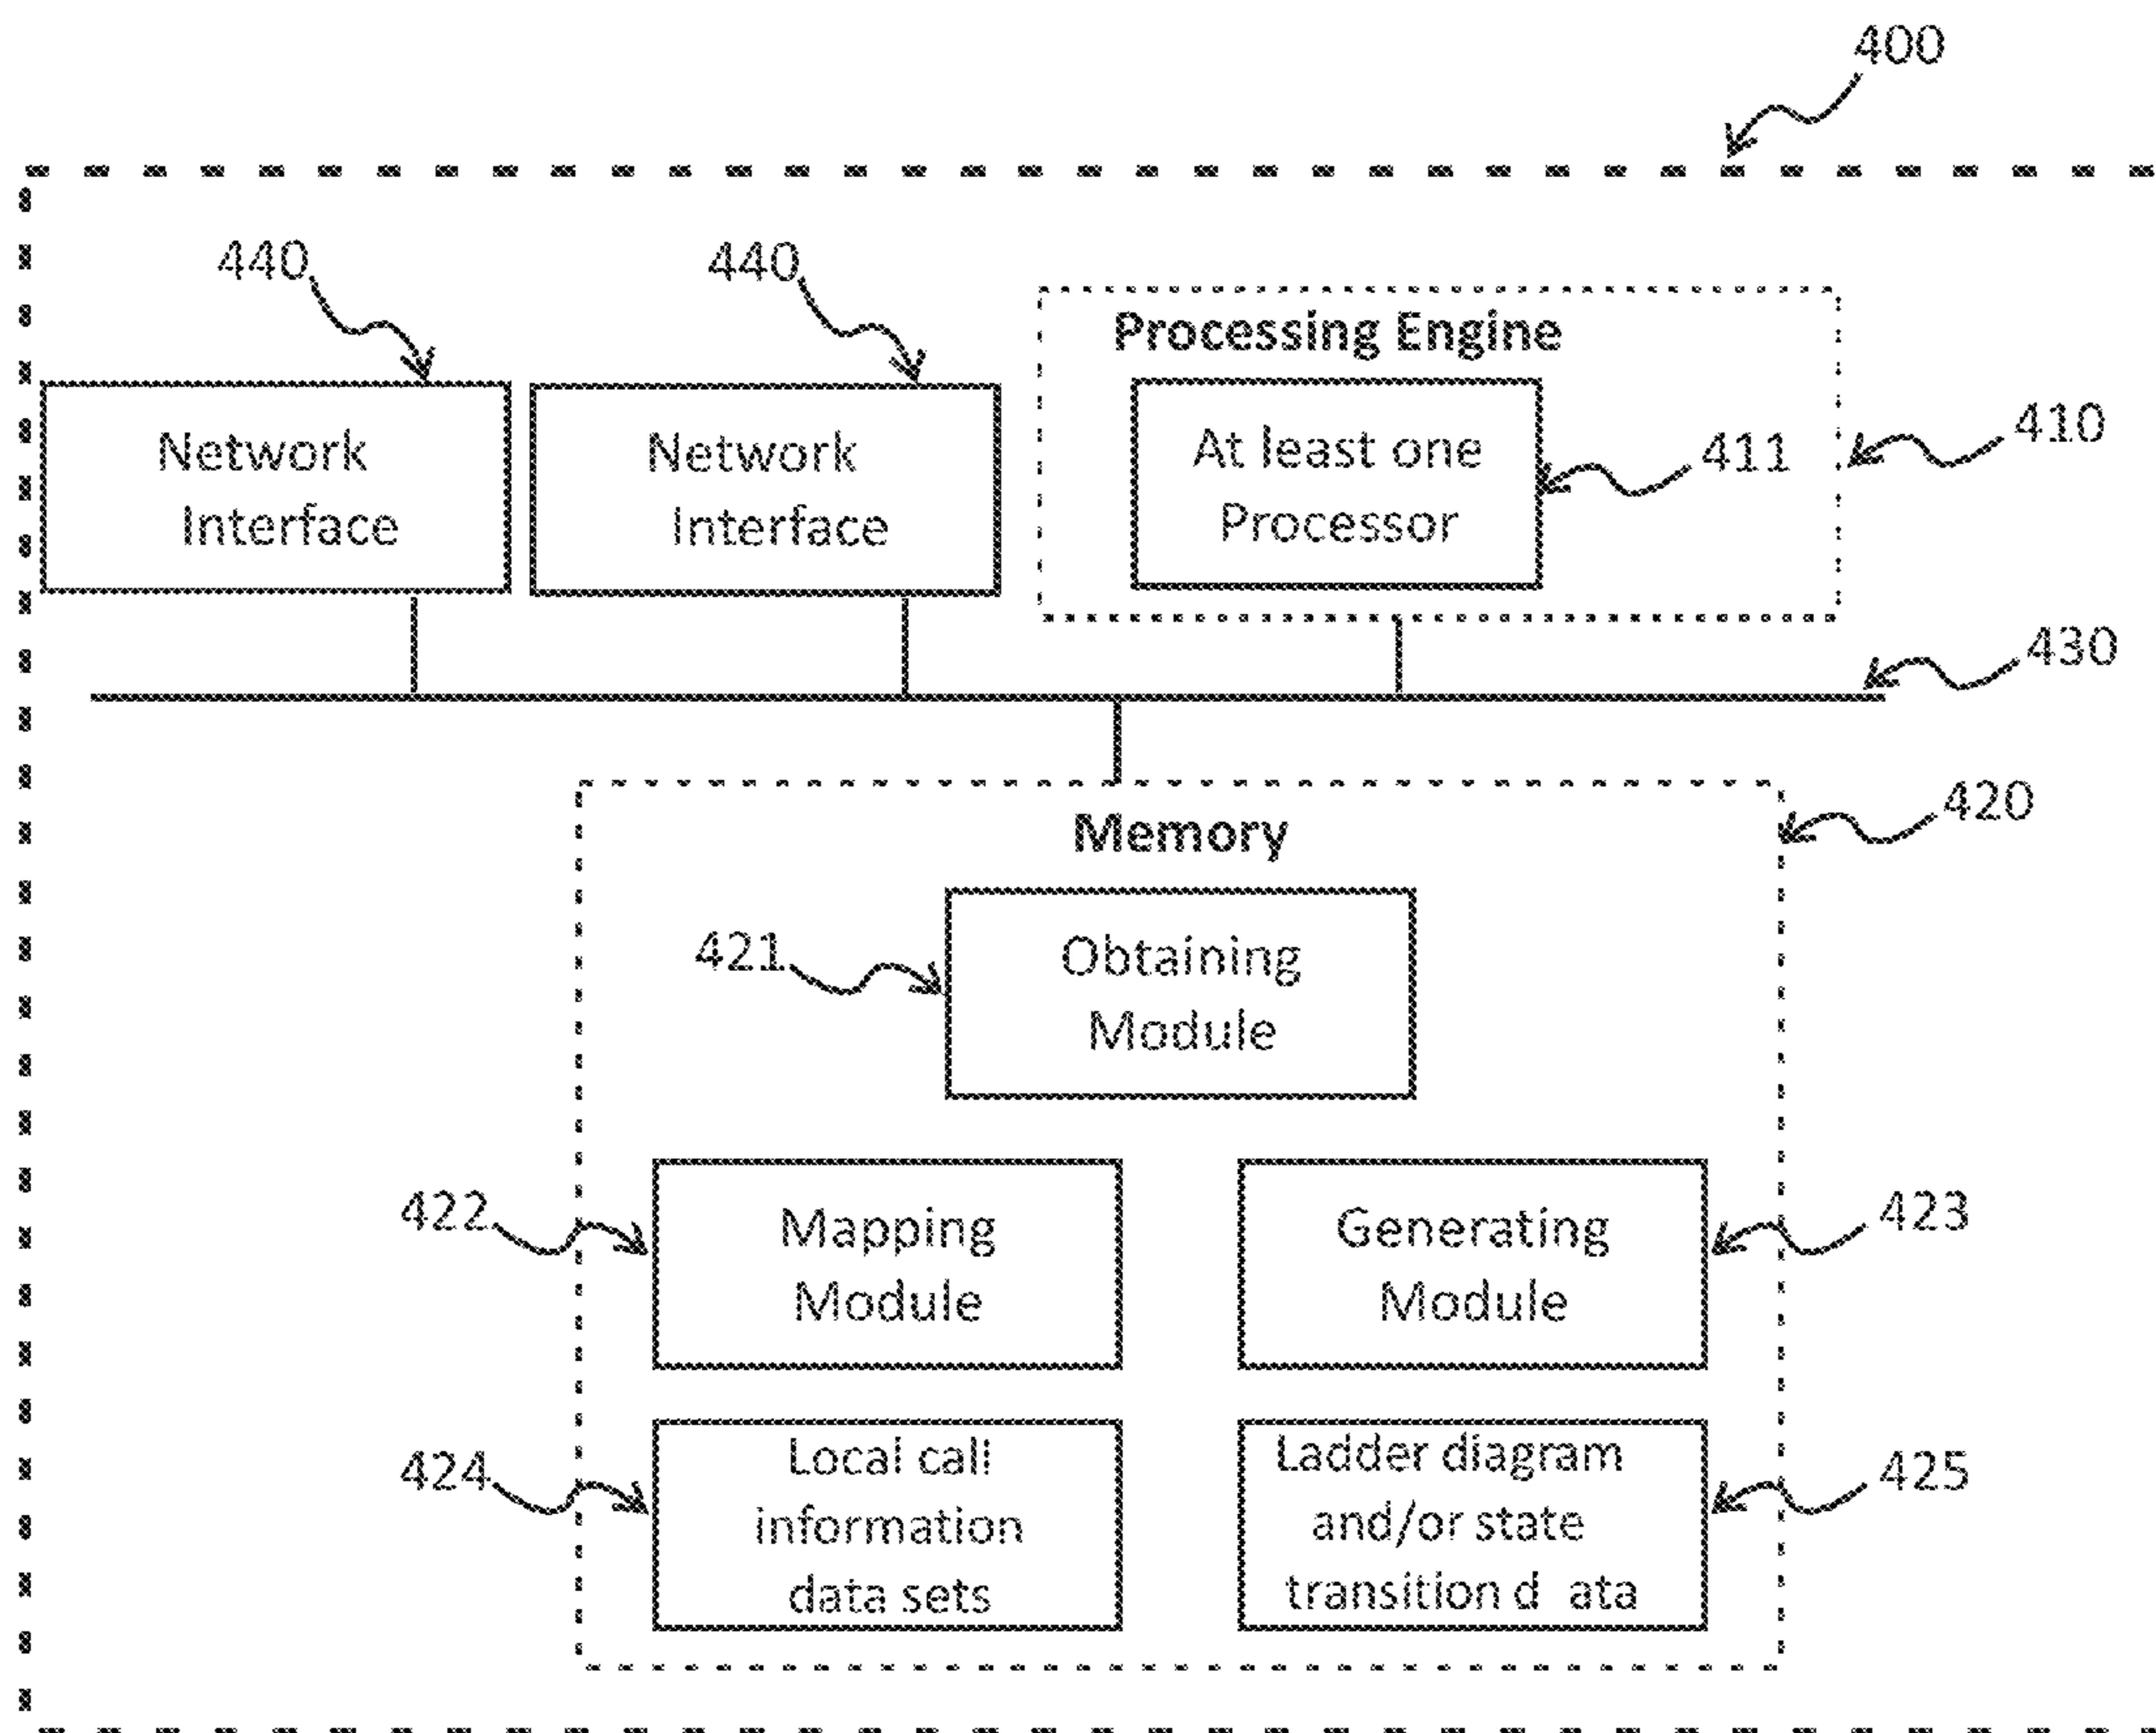 400
440
440
Processing Engine
Network
Interface
Network
Interface
At least one
Processor
411
410
430
Memory
420
421
Obtaining
Module
422
Mapping
Module
Generating
Module
423
424
Local call
information
data sets
Ladder diagram
and/or state
transition d ata
425